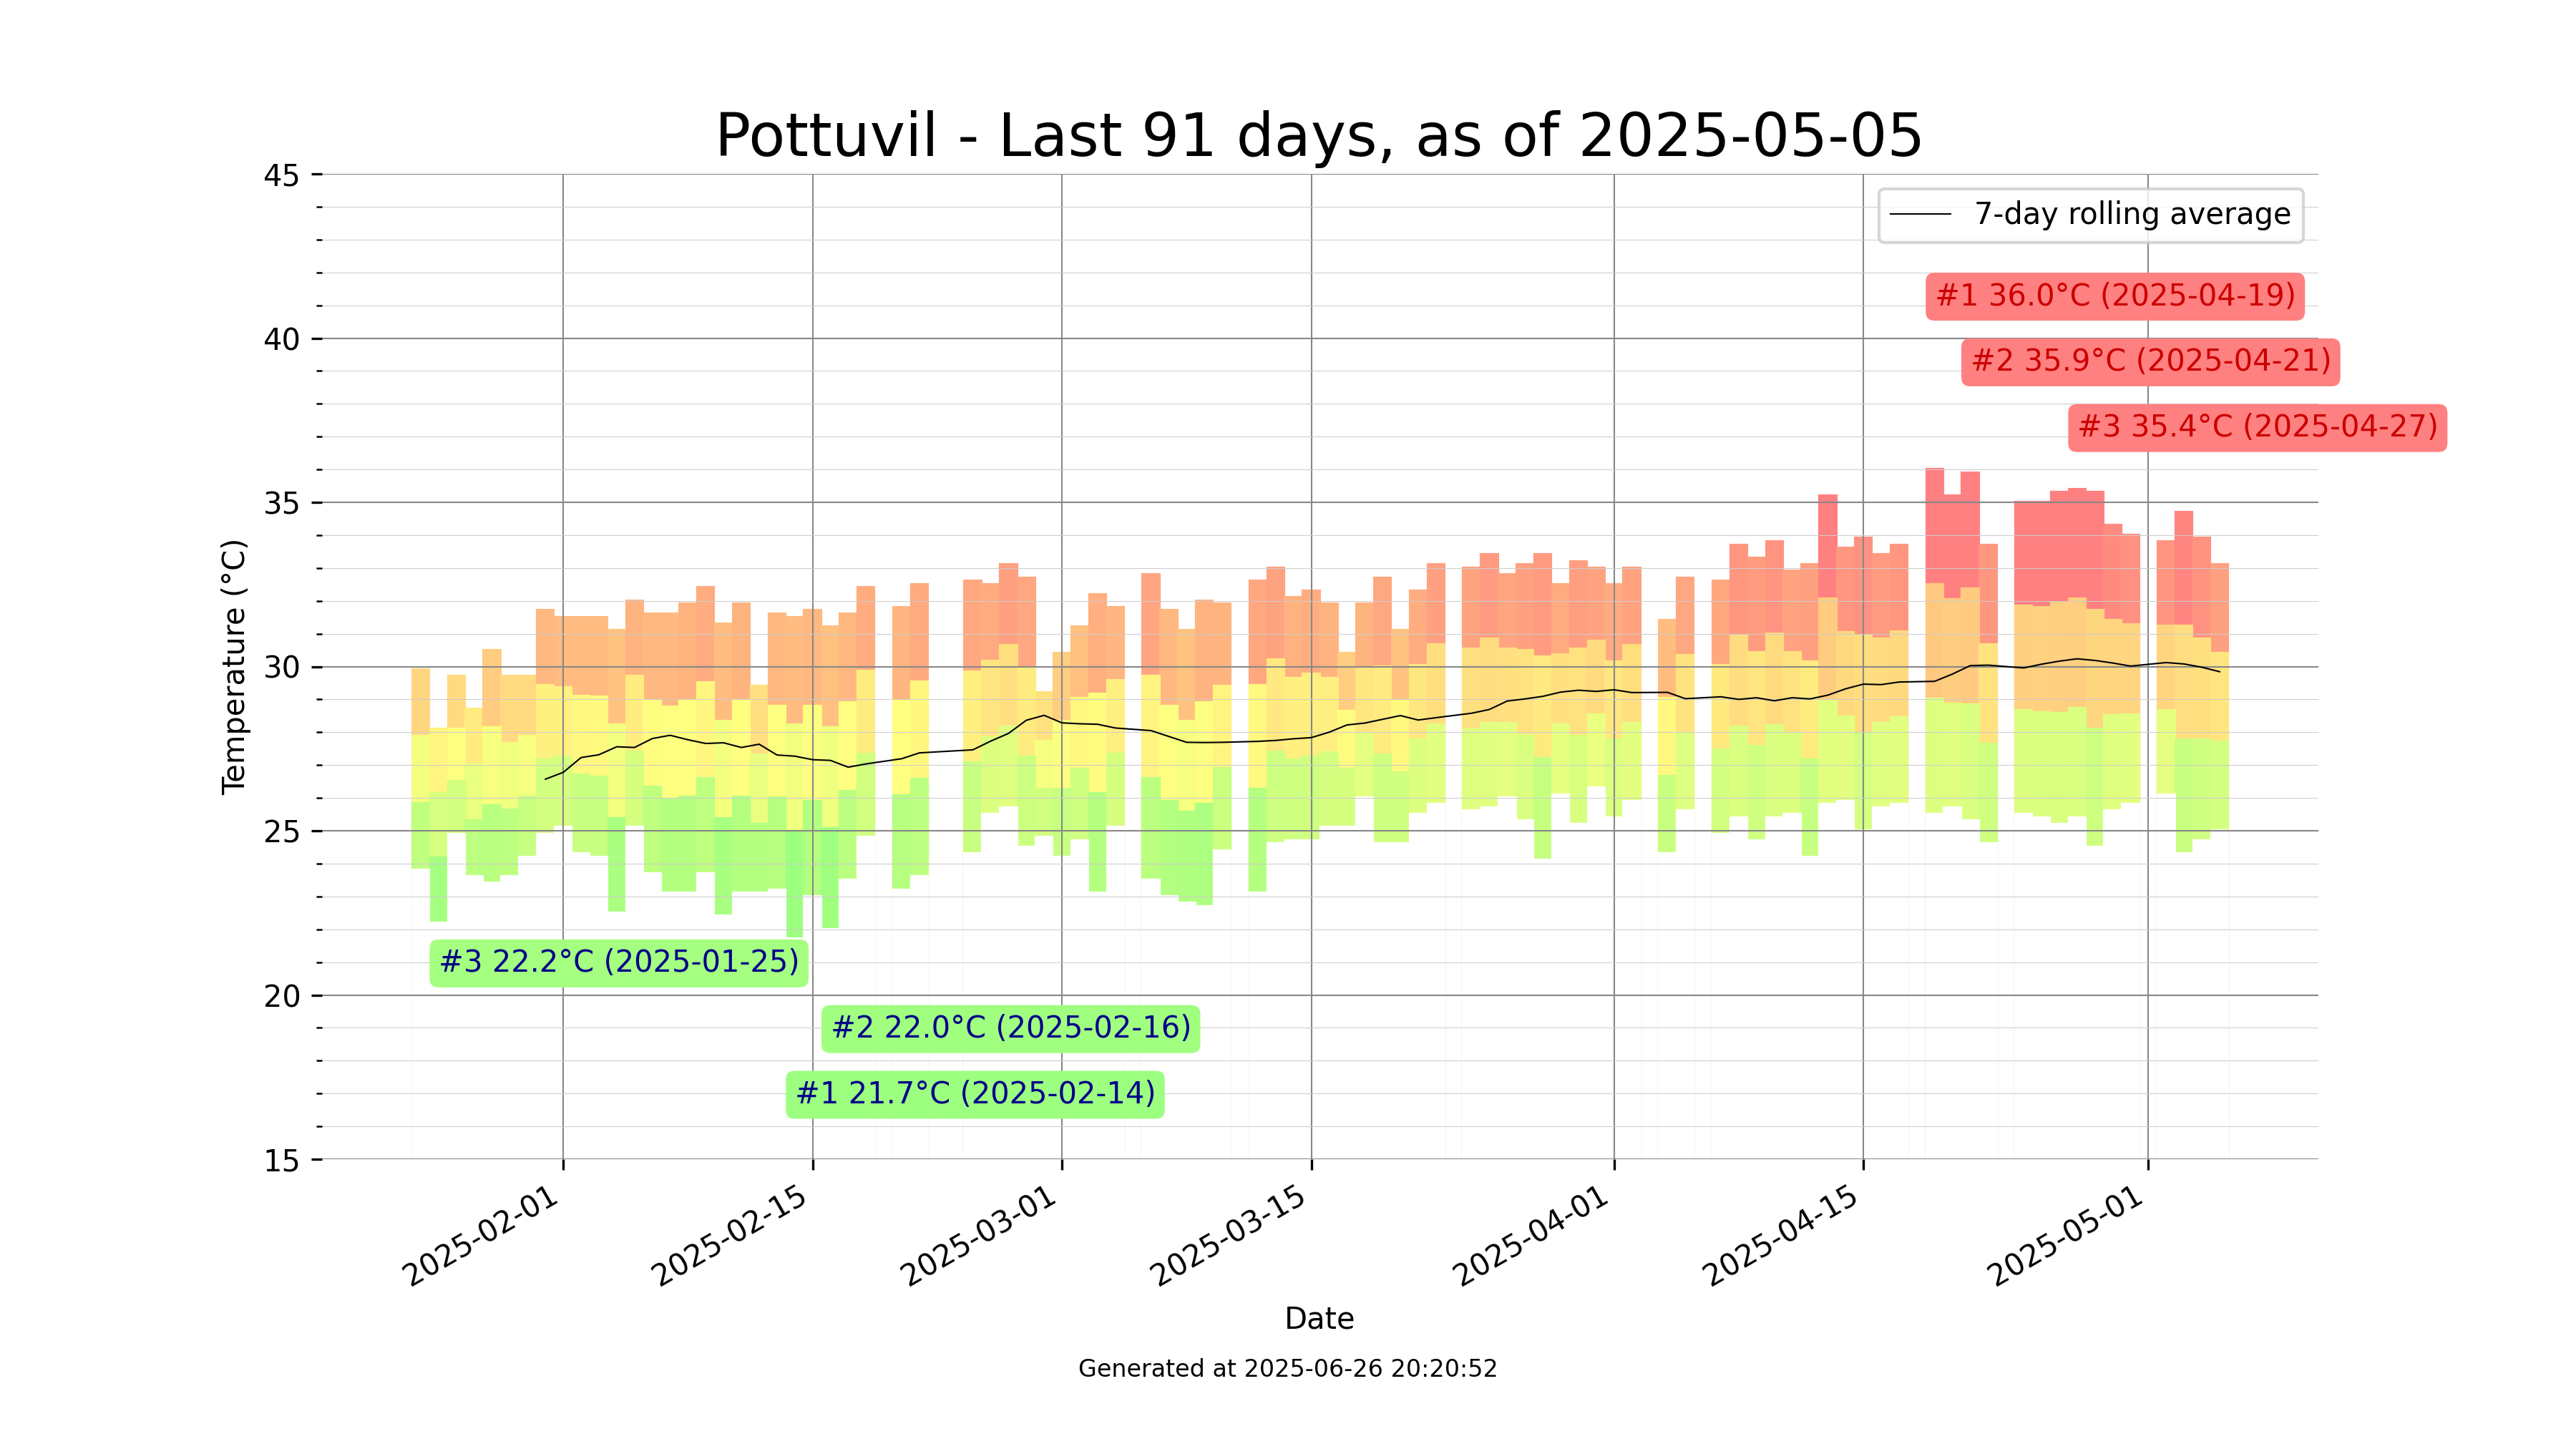 Pottuvil - Last 91 days, as of 2025-05-05
45
40
35
30
25
20
15
Temperature (°C)
7-day rolling average
#1 36.0°C (2025-04-19)
#2 35.9°C (2025-04-21)
#3 35.4°C (2025-04-27)
#3 22.2°C (2025-01-25)
#2 22.0°C (2025-02-16)
#1 21.7°C (2025-02-14)
2025-02-01
2025-02-15
2025-03-01
2025-03-15
2025-04-01
2025-04-15
2025-05-01
Date
Generated at 2025-06-26 20:20:52